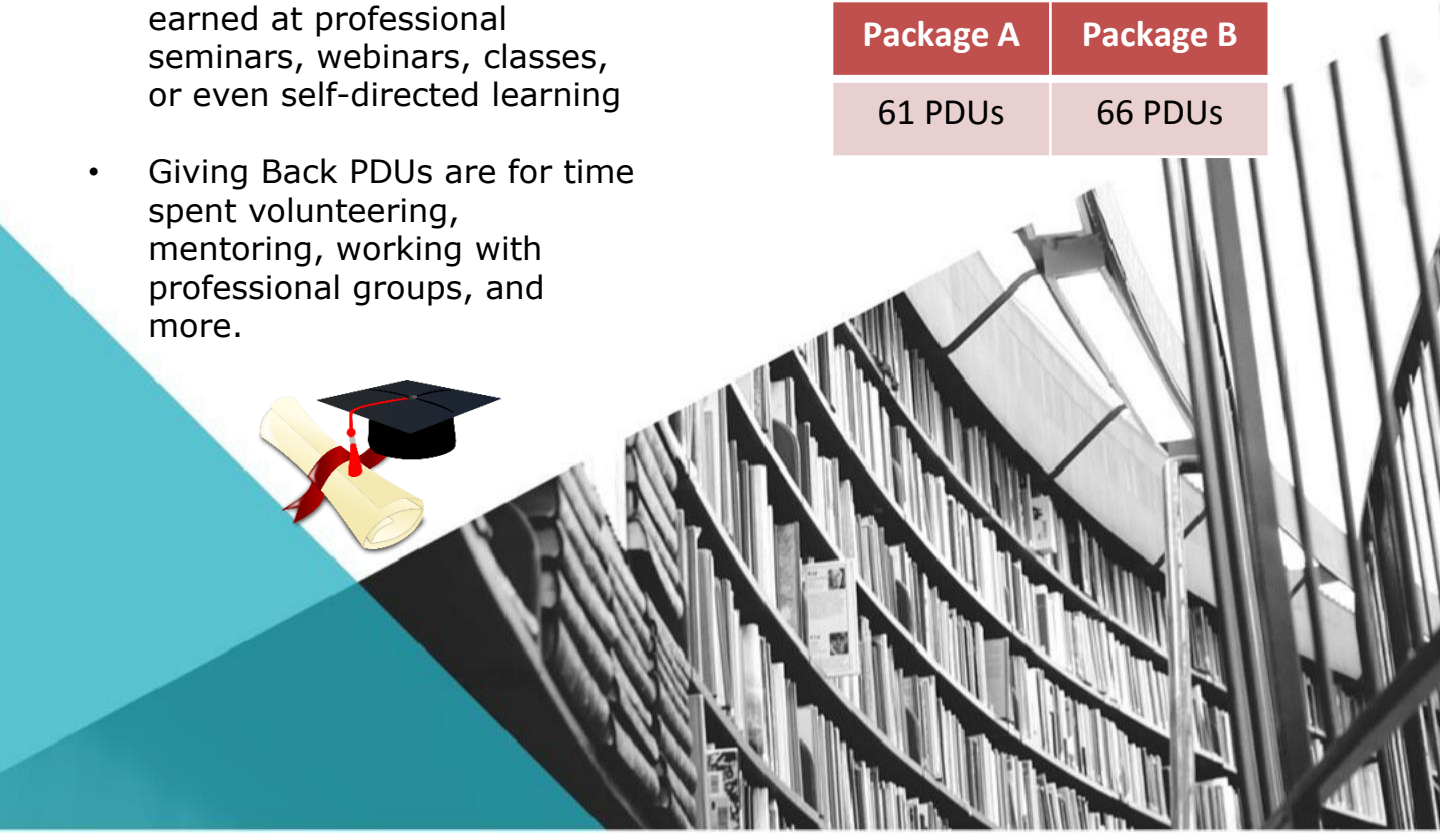 earned at professional
seminars, webinars, classes,
or even self-directed learning
• Giving Back PDUs are for time
spent volunteering,
mentoring, working with
professional groups, and
more.
Package A Package B
61 PDUs 66 PDUs